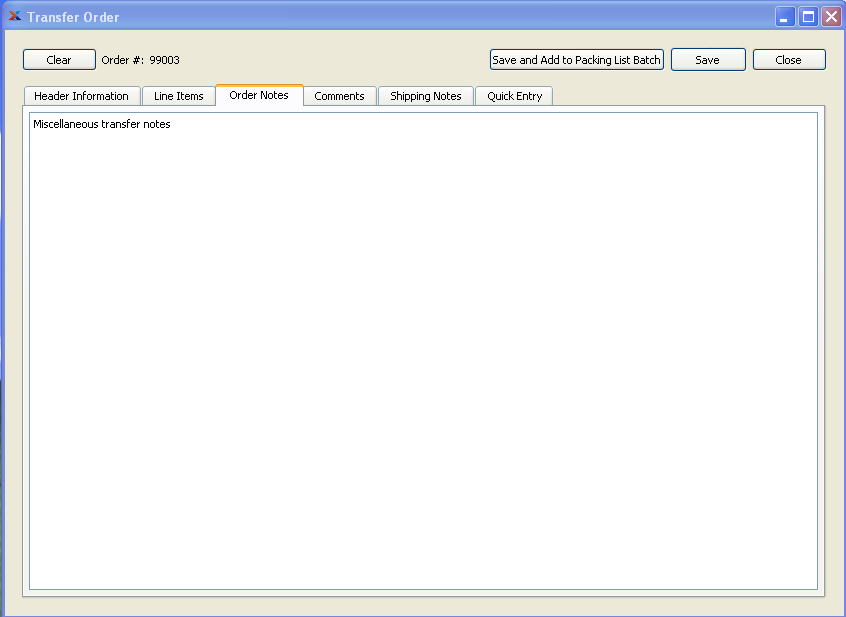 Transfer Order
Clear Order #: 99003 Save and Add to Packing List Batch Save Close
Header Information Line Items Order Notes Comments Shipping Notes Quick Entry
Miscellaneous transfer notes